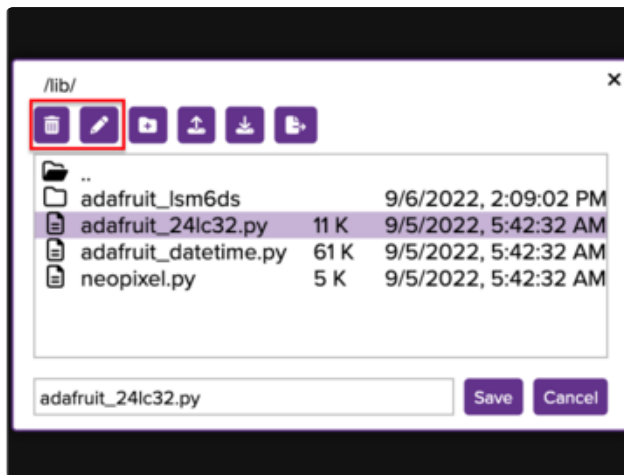 /lib/
..
adafruit_lsm6ds 9/6/2022, 2:09:02 PM
adafruit_24lc32.py 11 K 9/5/2022, 5:42:32 AM
adafruit_datetime.py 61 K 9/5/2022, 5:42:32 AM
neopixel.py 5 K 9/5/2022, 5:42:32 AM
adafruit_24lc32.py Save Cancel